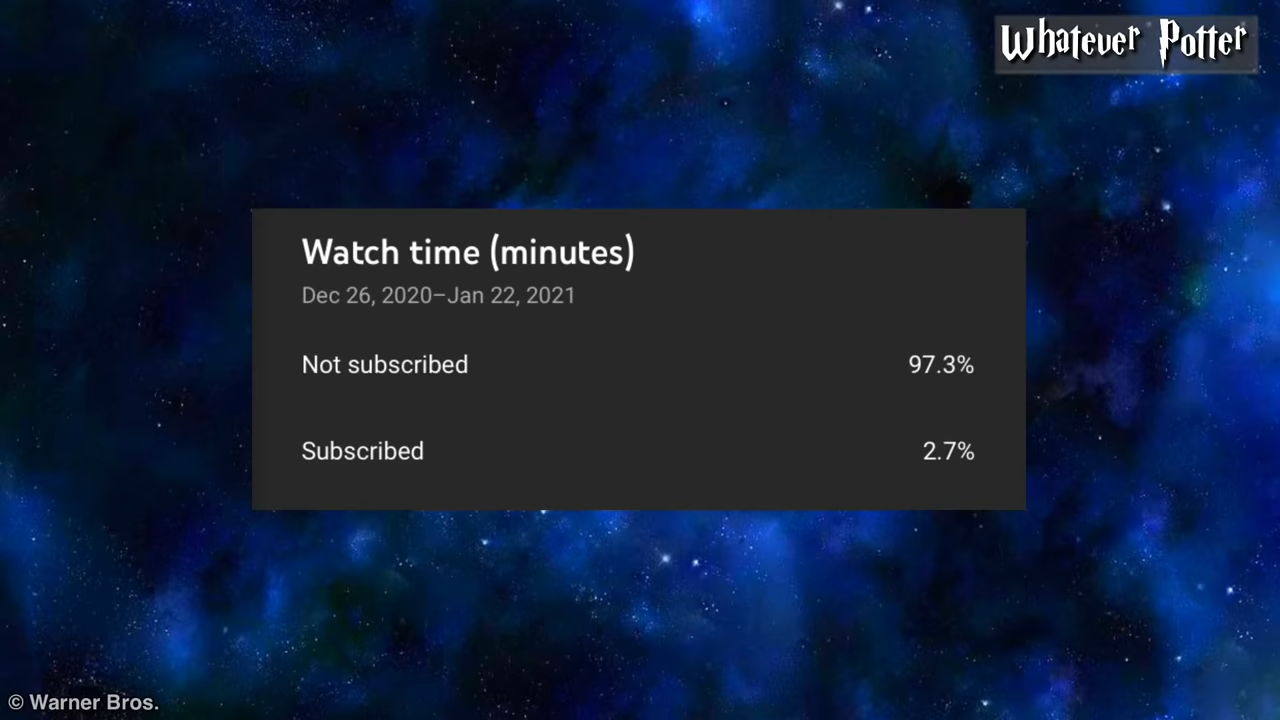 Whatever Potter
Watch time (minutes)
Dec 26, 2020–Jan 22, 2021
Not subscribed 97.3%
Subscribed 2.7%
© Warner Bros.